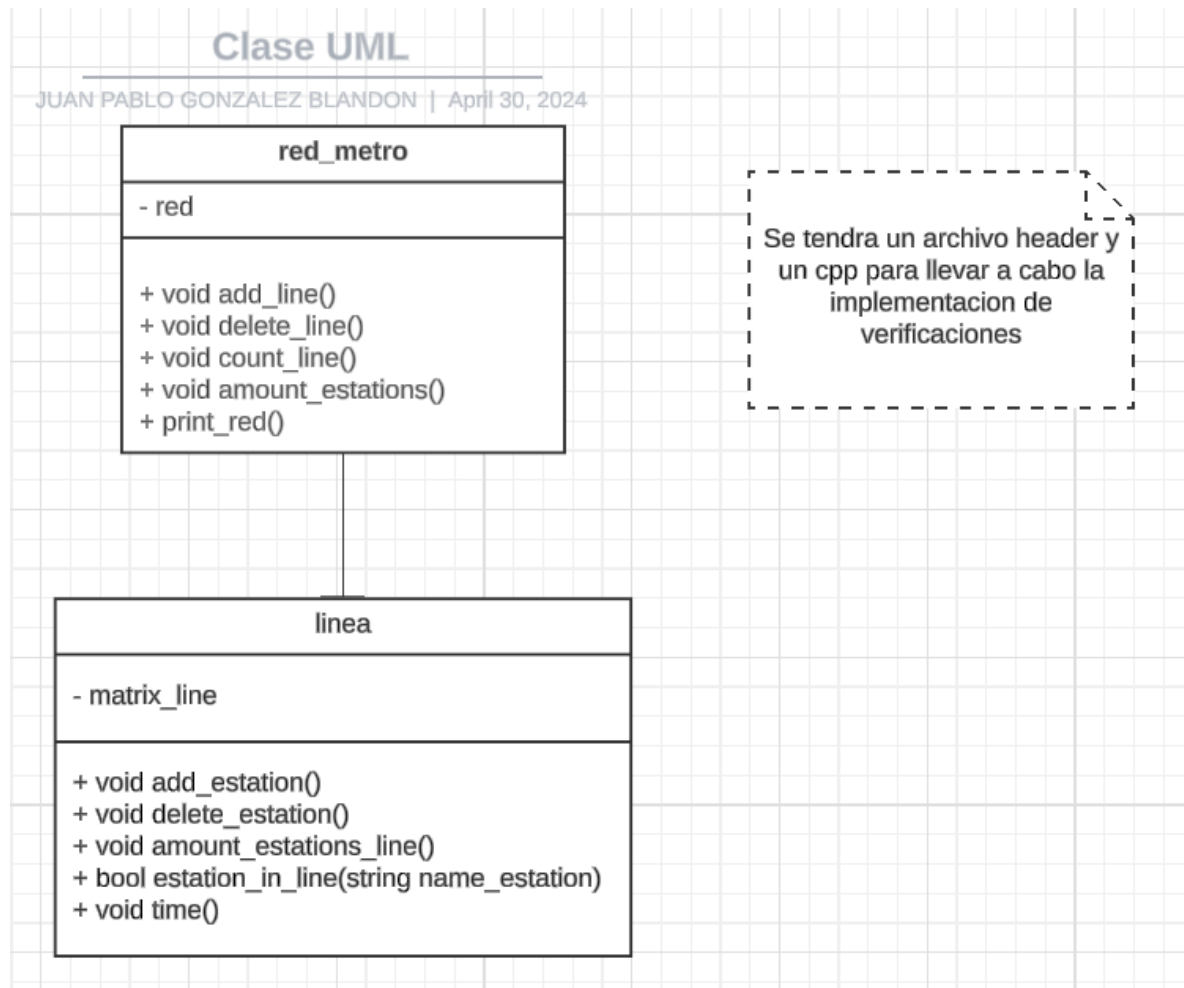 Clase UML
JUAN PABLO GONZALEZ BLANDON | April 30, 2024
red_metro
- red
+ void add_line()
+ void delete_line()
+ void count_line()
+ void amount_estations()
+ print_red()
Se tendra un archivo header y
un cpp para llevar a cabo la
implementacion de
verificaciones
linea
- matrix_line
+ void add_estation()
+ void delete_estation()
+ void amount_estations_line()
+ bool estation_in_line(string name_estation)
+ void time()